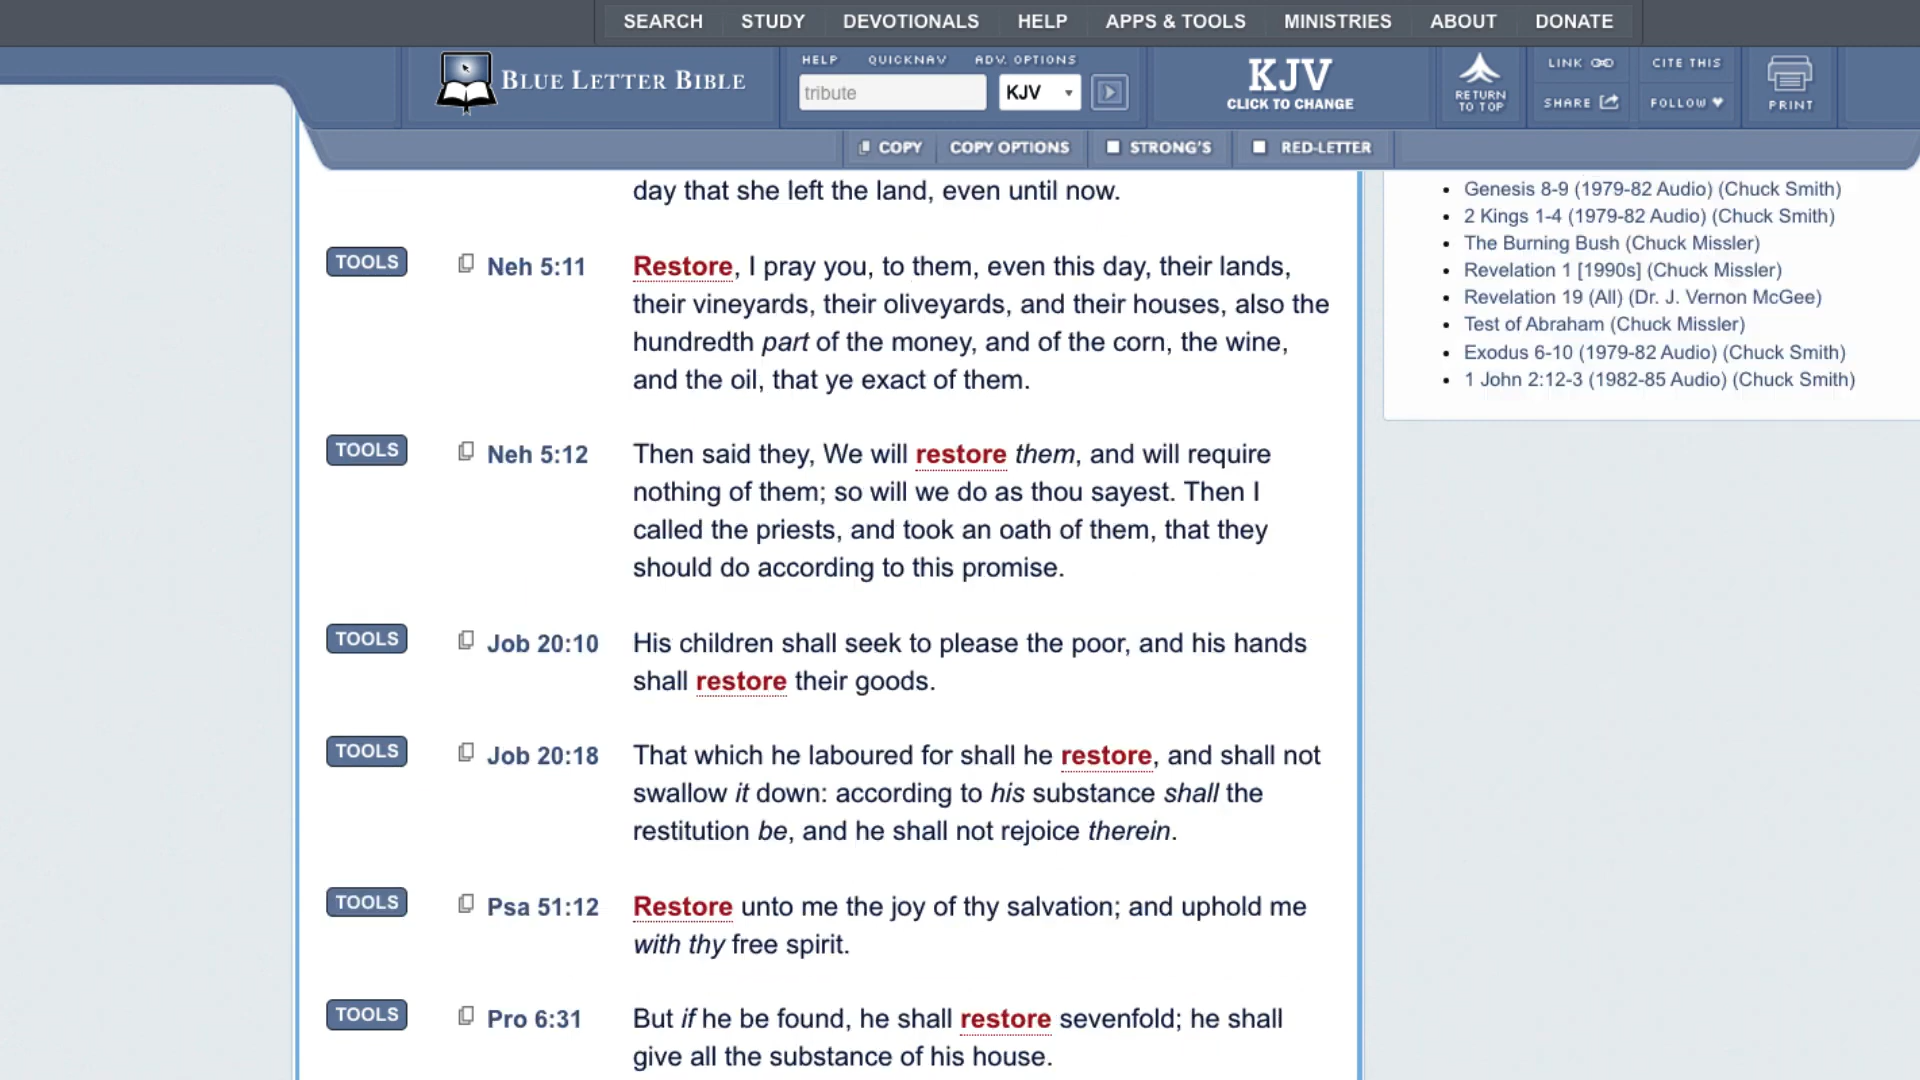 SEARCH STUDY DEVOTIONALS HELP APPS & TOOLS MINISTRIES ABOUT DONATE
BLUE LETTER BIBLE
HELP QUICKNAV ADV. OPTIONS
tribute KJV
KJV
CLICK TO CHANGE
RETURN
TO TOP
LINK
SHARE
CITE THIS
FOLLOW
PRINT
COPY COPY OPTIONS STRONG'S RED-LETTER
day that she left the land, even until now.
TOOLS Neh 5:11 Restore, I pray you, to them, even this day, their lands,
their vineyards, their oliveyards, and their houses, also the
hundredth part of the money, and of the corn, the wine,
and the oil, that ye exact of them.
TOOLS Neh 5:12 Then said they, We will restore them, and will require
nothing of them; so will we do as thou sayest. Then I
called the priests, and took an oath of them, that they
should do according to this promise.
TOOLS Job 20:10 His children shall seek to please the poor, and his hands
shall restore their goods.
TOOLS Job 20:18 That which he laboured for shall he restore, and shall not
swallow it down: according to his substance shall the
restitution be, and he shall not rejoice therein.
TOOLS Psa 51:12 Restore unto me the joy of thy salvation; and uphold me
with thy free spirit.
TOOLS Pro 6:31 But if he be found, he shall restore sevenfold; he shall
give all the substance of his house.
Genesis 8-9 (1979-82 Audio) (Chuck Smith)
2 Kings 1-4 (1979-82 Audio) (Chuck Smith)
The Burning Bush (Chuck Missler)
Revelation 1 [1990s] (Chuck Missler)
Revelation 19 (All) (Dr. J. Vernon McGee)
Test of Abraham (Chuck Missler)
Exodus 6-10 (1979-82 Audio) (Chuck Smith)
1 John 2:12-3 (1982-85 Audio) (Chuck Smith)